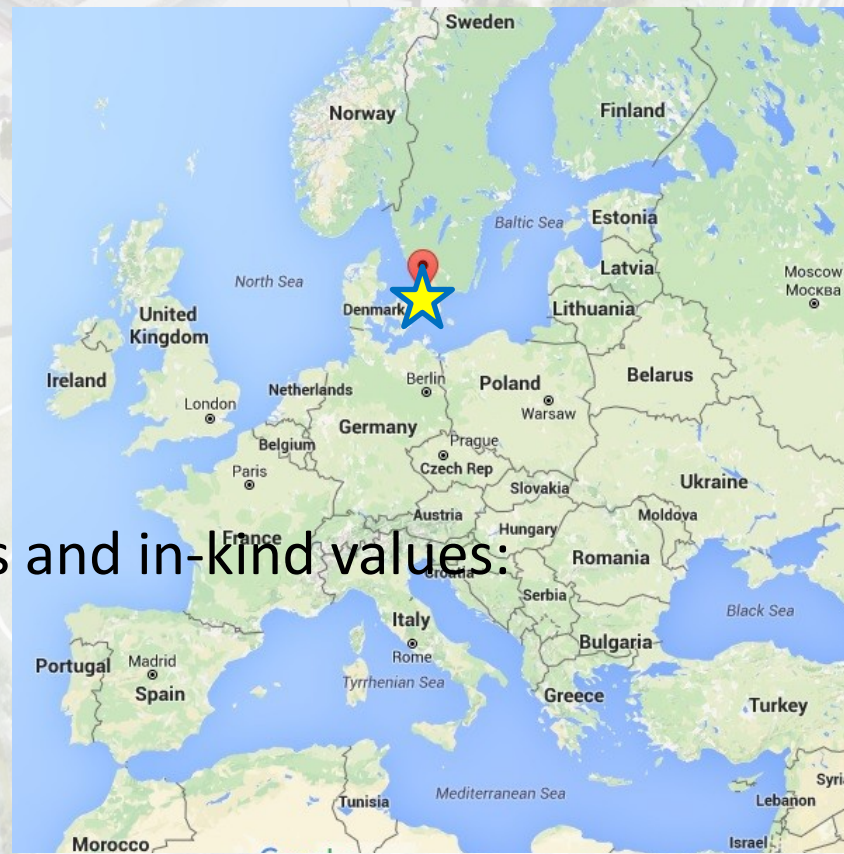 Sweden
Norway
Finland
Baltic Sea
Estonia
North Sea
Latvia
Moscow
Москва
Denmark
Lithuania
United
Kingdom
Ireland
Netherlands
Berlin
Poland
Belarus
London
Warsaw
Germany
Belgium
Prague
Paris
Czech Rep
Ukraine
Slovakia
Austria
Moldova
Hungary
France
s and in-kind values:
Romania
Croatia
Serbia
Black Sea
Italy
Bulgaria
Rome
Portugal
Madrid
Tyrrhenian Sea
Spain
Greece
Turkey
Syri
Tunisia
Mediterranean Sea
Lebanon
Morocco
Israel